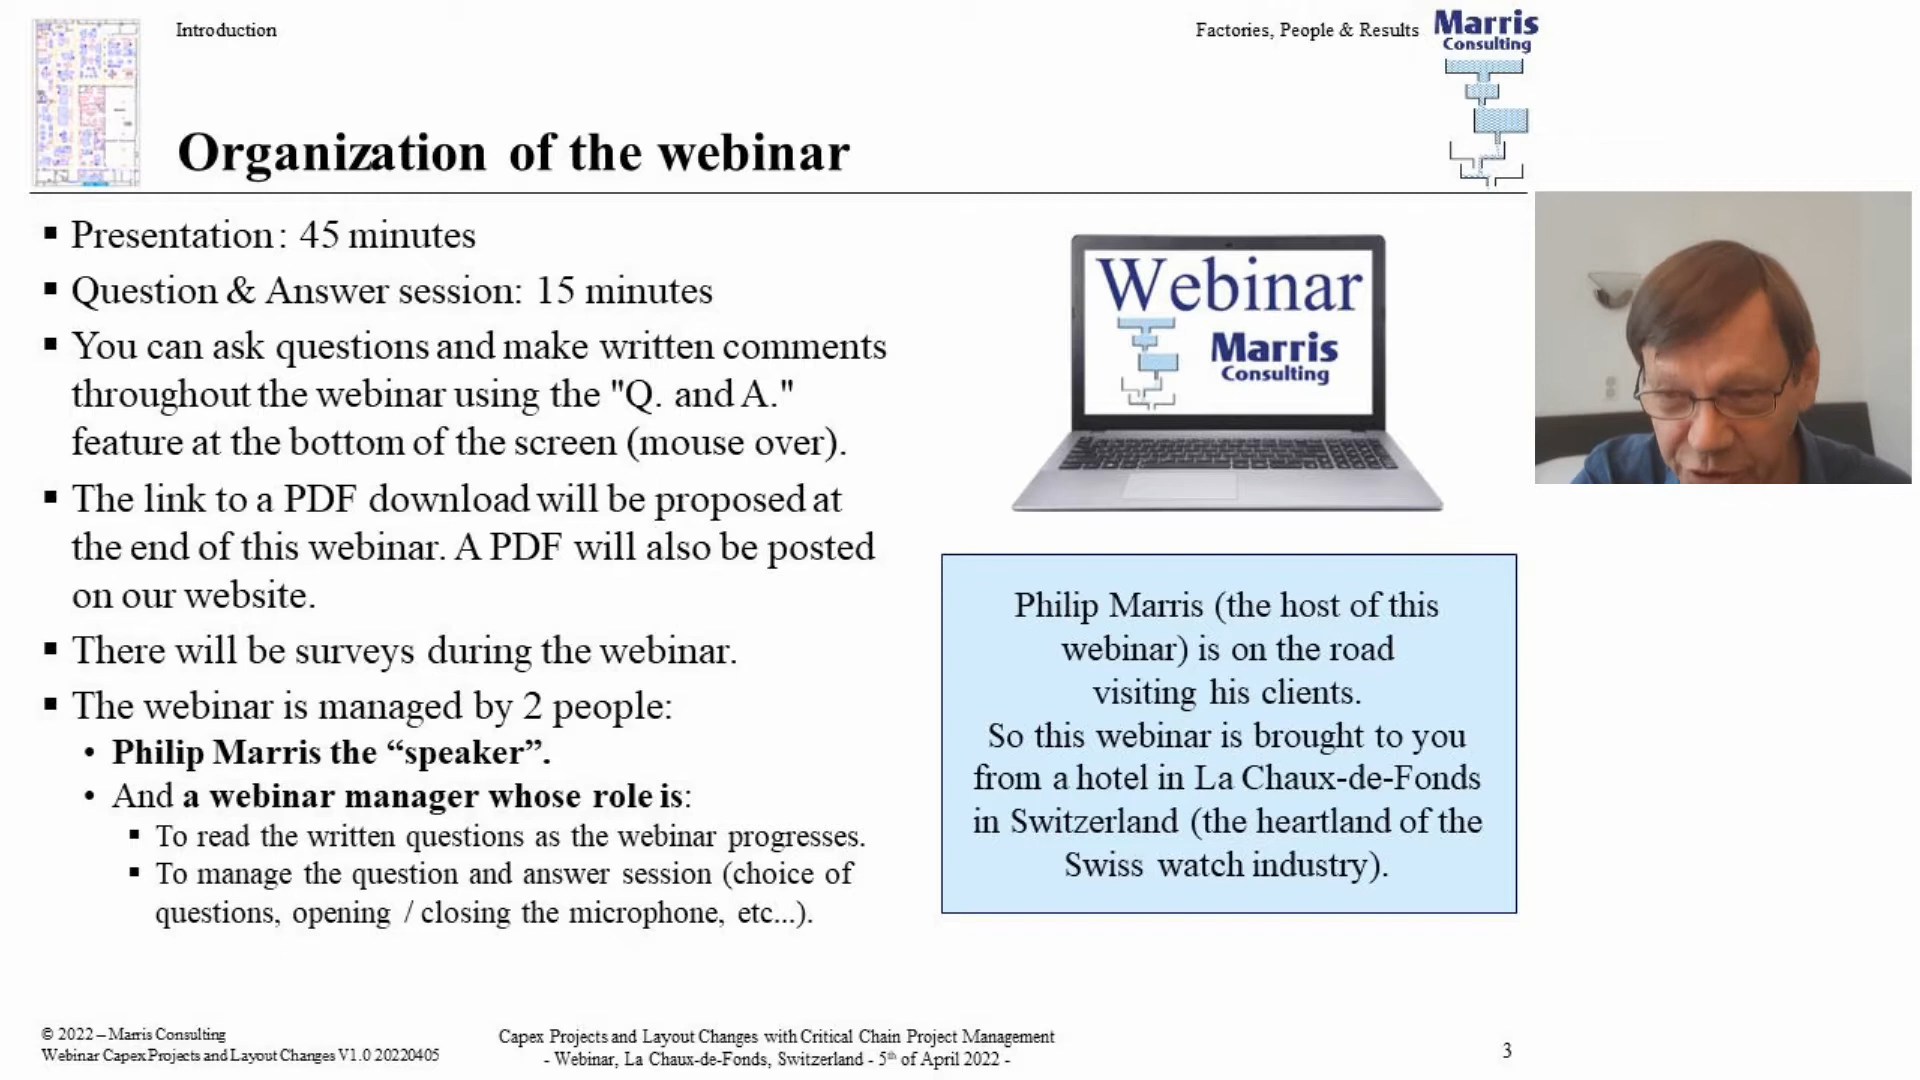 Introduction
Factories, People & Results
Marris
Consulting
Organization of the webinar
▪ Presentation: 45 minutes
▪ Question & Answer session: 15 minutes
▪ You can ask questions and make written comments
throughout the webinar using the "Q. and A."
feature at the bottom of the screen (mouse over).
▪ The link to a PDF download will be proposed at
the end of this webinar. A PDF will also be posted
on our website.
▪ There will be surveys during the webinar.
▪ The webinar is managed by 2 people:
• Philip Marris the “speaker”.
• And a webinar manager whose role is:
▪ To read the written questions as the webinar progresses.
▪ To manage the question and answer session (choice of
questions, opening / closing the microphone, etc...).
Webinar
Marris
Consulting
Philip Marris (the host of this
webinar) is on the road
visiting his clients.
So this webinar is brought to you
from a hotel in La Chaux-de-Fonds
in Switzerland (the heartland of the
Swiss watch industry).
© 2022 – Marris Consulting
Webinar Capex Projects and Layout Changes V1.0 20220405
Capex Projects and Layout Changes with Critical Chain Project Management
- Webinar, La Chaux-de-Fonds, Switzerland - 5th of April 2022 -
3